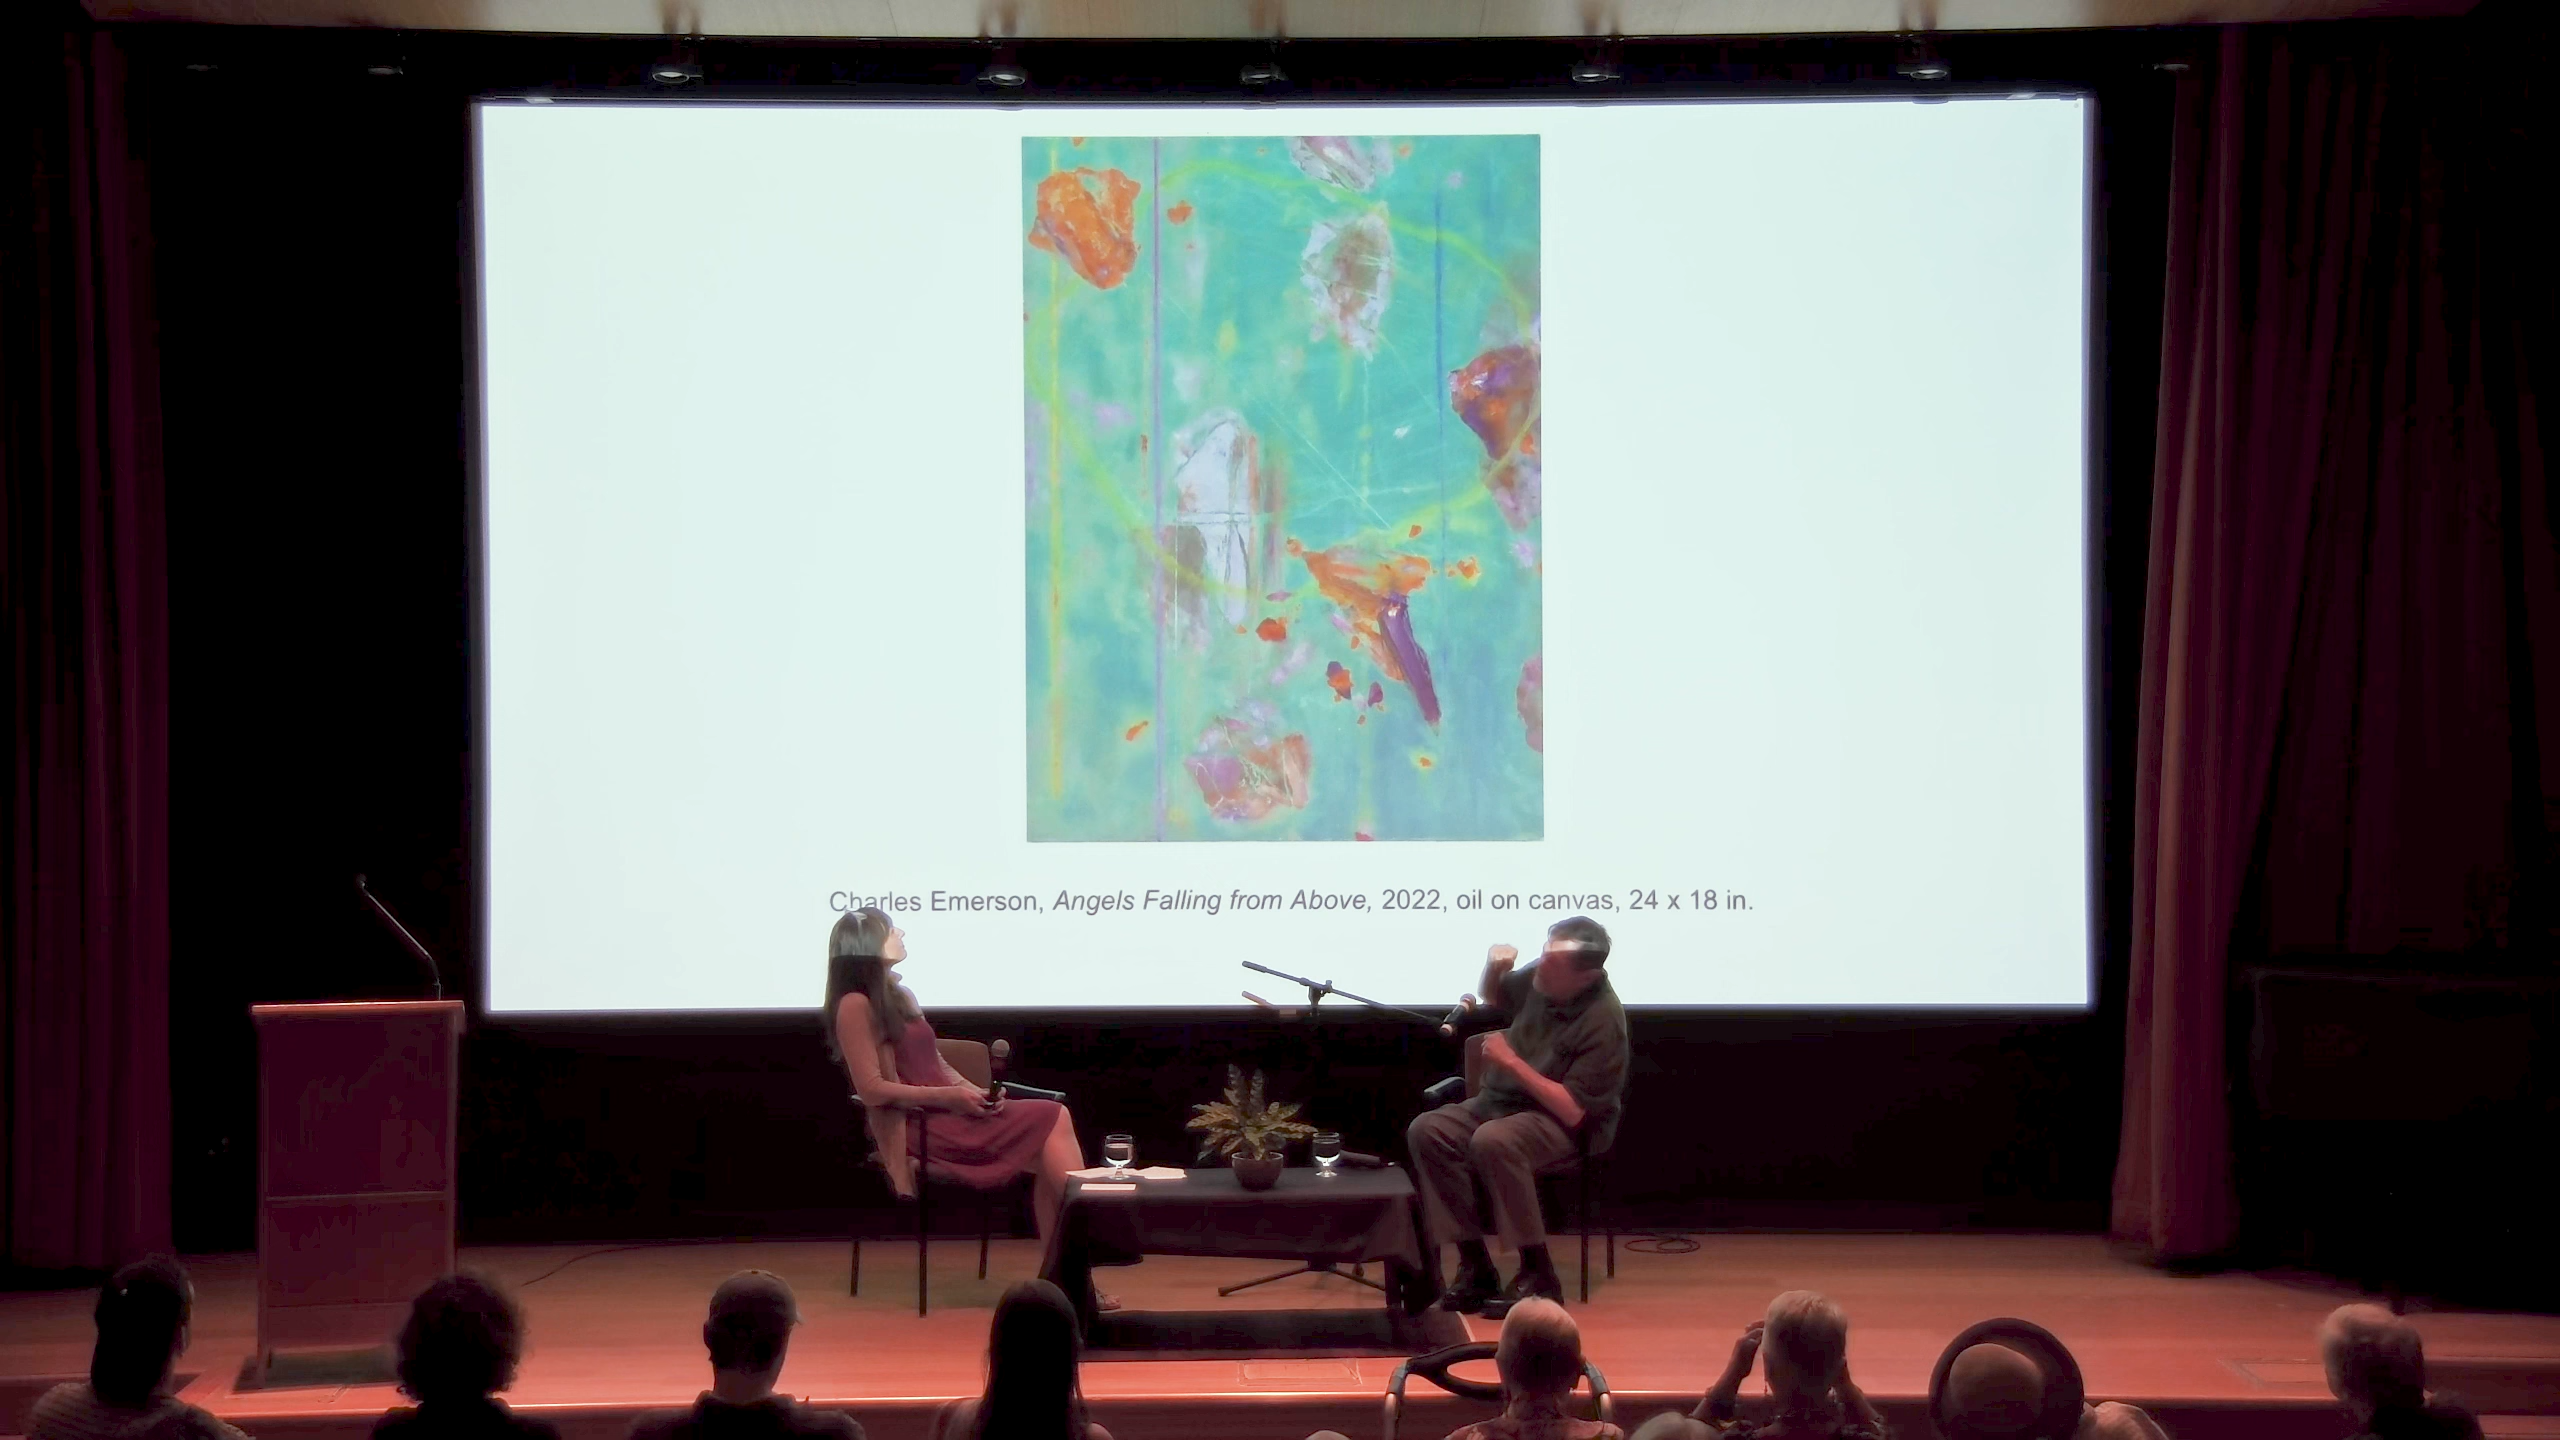 Charles Emerson, Angels Falling from Above, 2022, oil on canvas, 24 x 18 in.